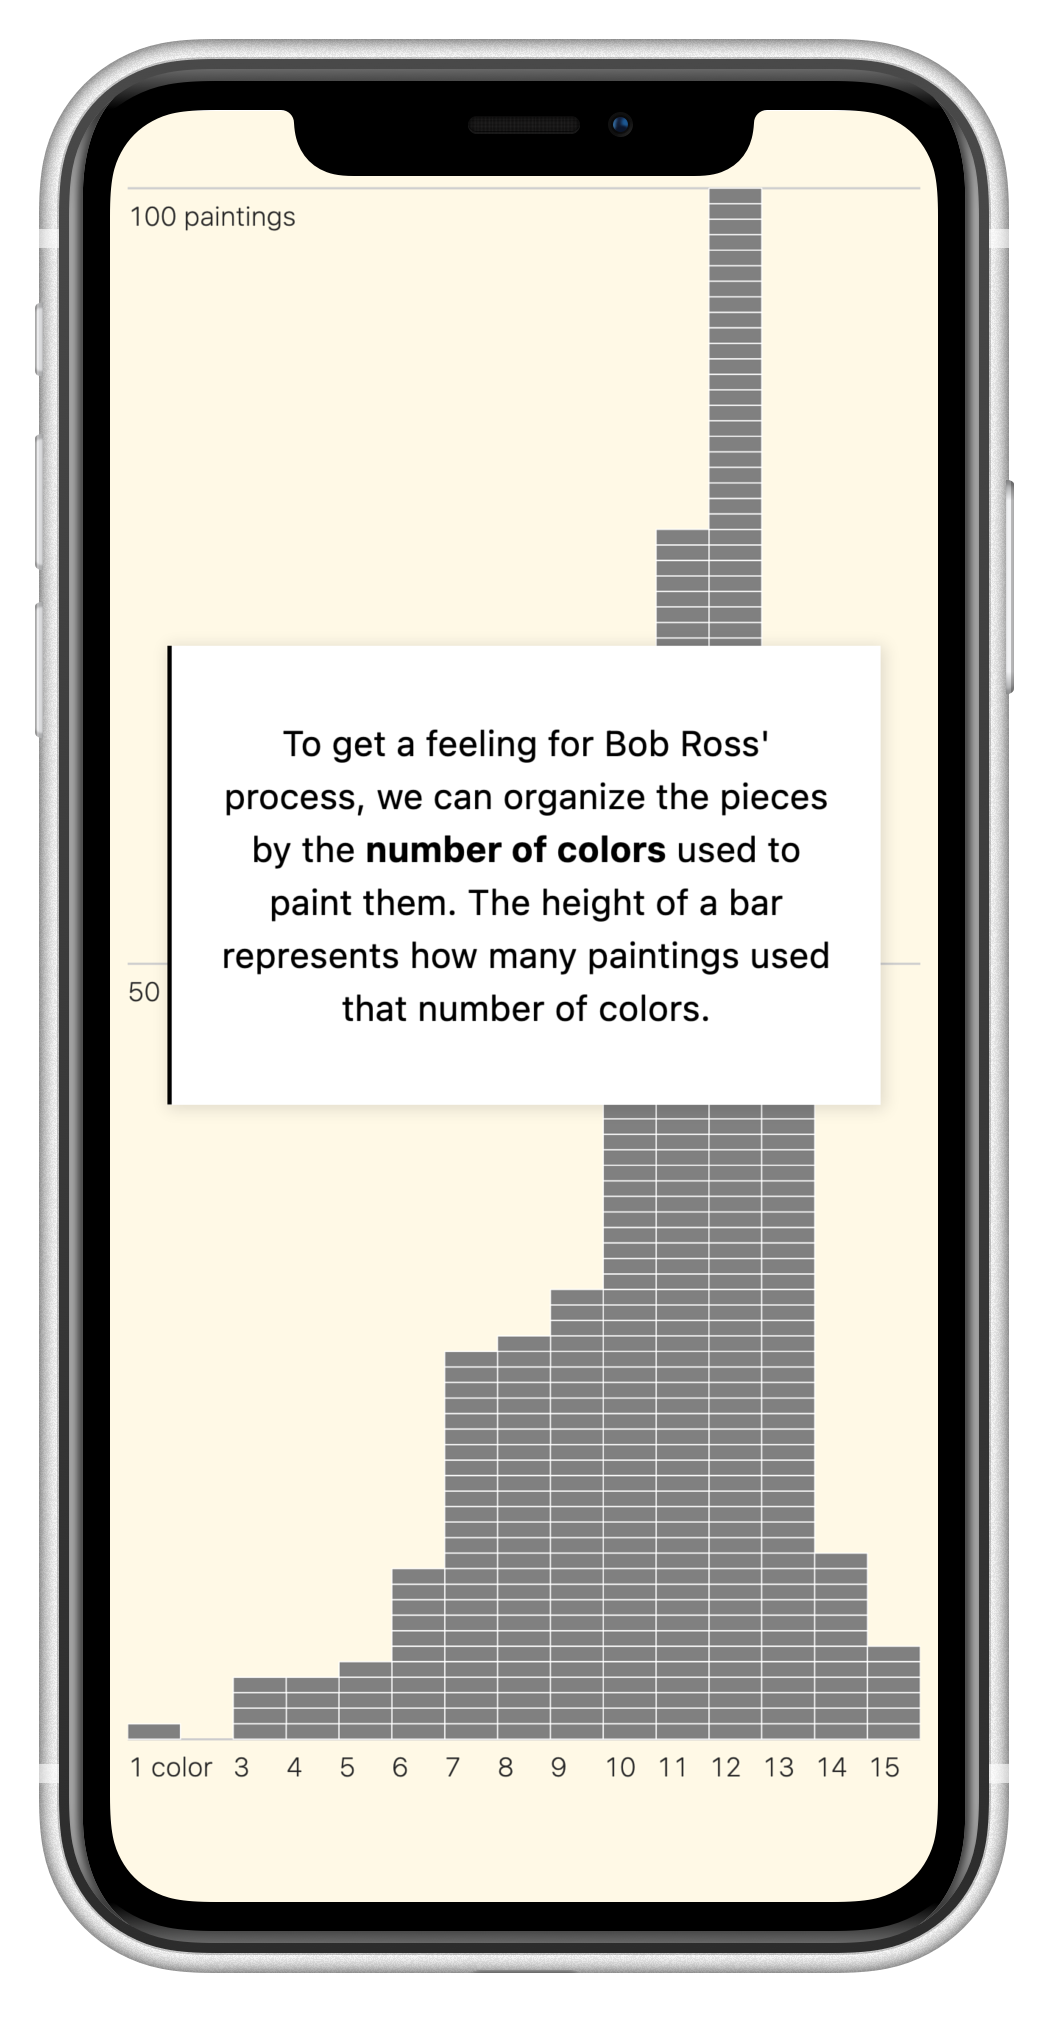 100 paintings
To get a feeling for Bob Ross'
process, we can organize the pieces
by the number of colors used to
paint them. The height of a bar
represents how many paintings used
50
that number of colors.
1 color 3 4 5 6 7 8 9 10 11 12 13 14 15